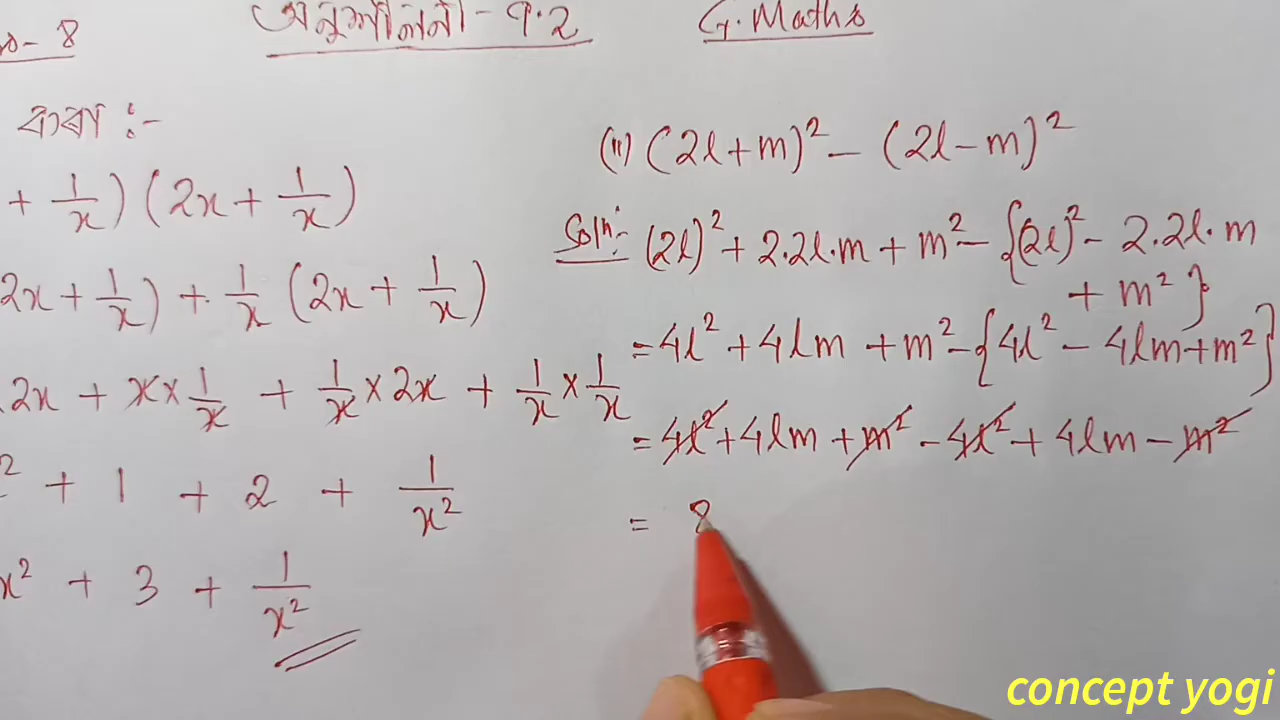 - 8 অনুশীলনী - 9.2 G. Maths
কৰা :-
+ 1/x) (2x + 1/x)
2x + 1/x) + 1/x (2x + 1/x)
2x + x × 1/x + 1/x × 2x + 1/x × 1/x
² + 1 + 2 + 1/x²
x² + 3 + 1/x²
(ii) (2l + m)² - (2l - m)²
Soln:- (2l)² + 2.2l.m + m² - {(2l)² - 2.2l.m
+ m²}
= 4l² + 4lm + m² - {4l² - 4lm + m²}
= 4l² + 4lm + m² - 4l² + 4lm - m²
= 8
concept yogi